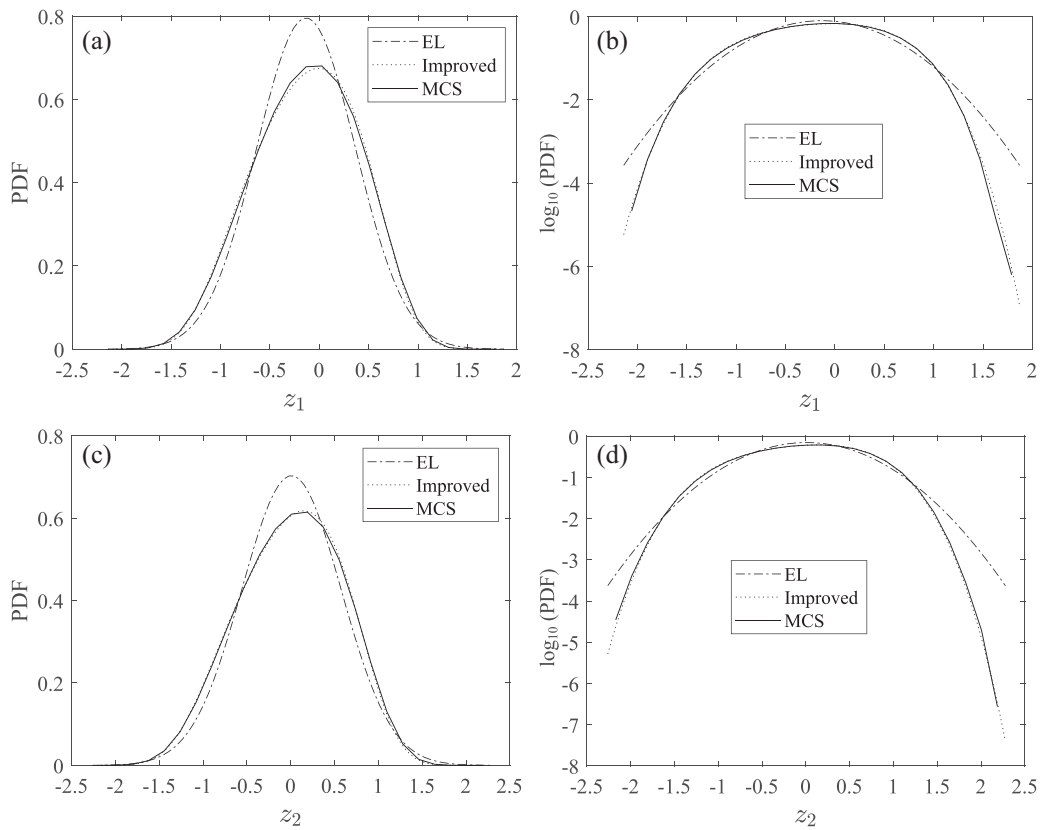 (a)
EL
Improved
MCS
PDF
0.8
0.6
0.4
0.2
0
-2.5 -2 -1.5 -1 -0.5 0 0.5 1 1.5 2
z1
(b)
EL
Improved
MCS
log10 (PDF)
0
-2
-4
-6
-8
-2.5 -2 -1.5 -1 -0.5 0 0.5 1 1.5 2
z1
(c)
EL
Improved
MCS
PDF
0.8
0.6
0.4
0.2
0
-2.5 -2 -1.5 -1 -0.5 0 0.5 1 1.5 2 2.5
z2
(d)
EL
Improved
MCS
log10 (PDF)
0
-1
-2
-3
-4
-5
-6
-7
-8
-2.5 -2 -1.5 -1 -0.5 0 0.5 1 1.5 2 2.5
z2